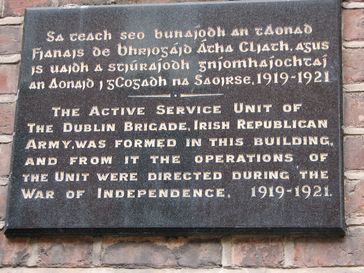 Sa teach seo bunaíodh an tAonad
Fianais de Bhriogáid Átha Cliath, agus
is uaidh a stiúraíodh gníomhaíochtaí
an Aonaid i gCogadh na Saoirse, 1919-1921
The Active Service Unit of
The Dublin Brigade, Irish Republican
Army, was formed in this building,
and from it the operations of
the Unit were directed during the
War of Independence, 1919-1921.